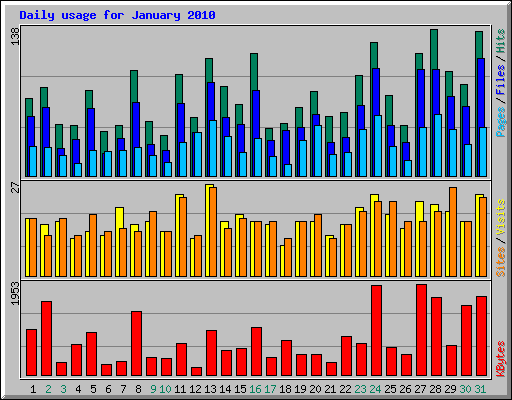 Daily usage for January 2010
138
Pages / Files / Hits
27
Sites / Visits
1953
KBytes
1 2 3 4 5 6 7 8 9 10 11 12 13 14 15 16 17 18 19 20 21 22 23 24 25 26 27 28 29 30 31